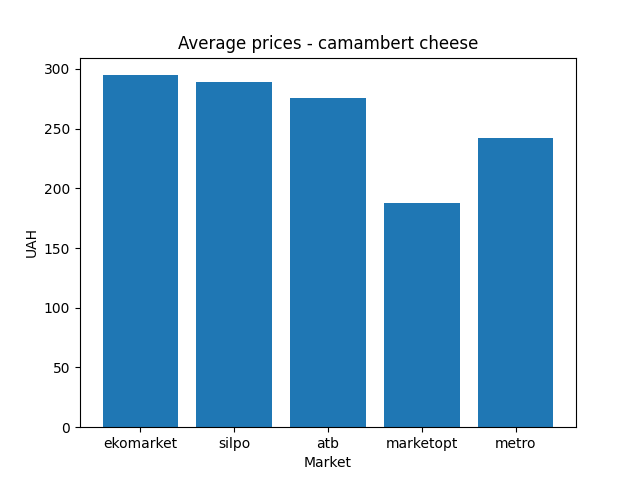 Average prices - camambert cheese
300
250
200
150
100
50
0
UAH
ekomarket silpo atb marketopt metro
Market